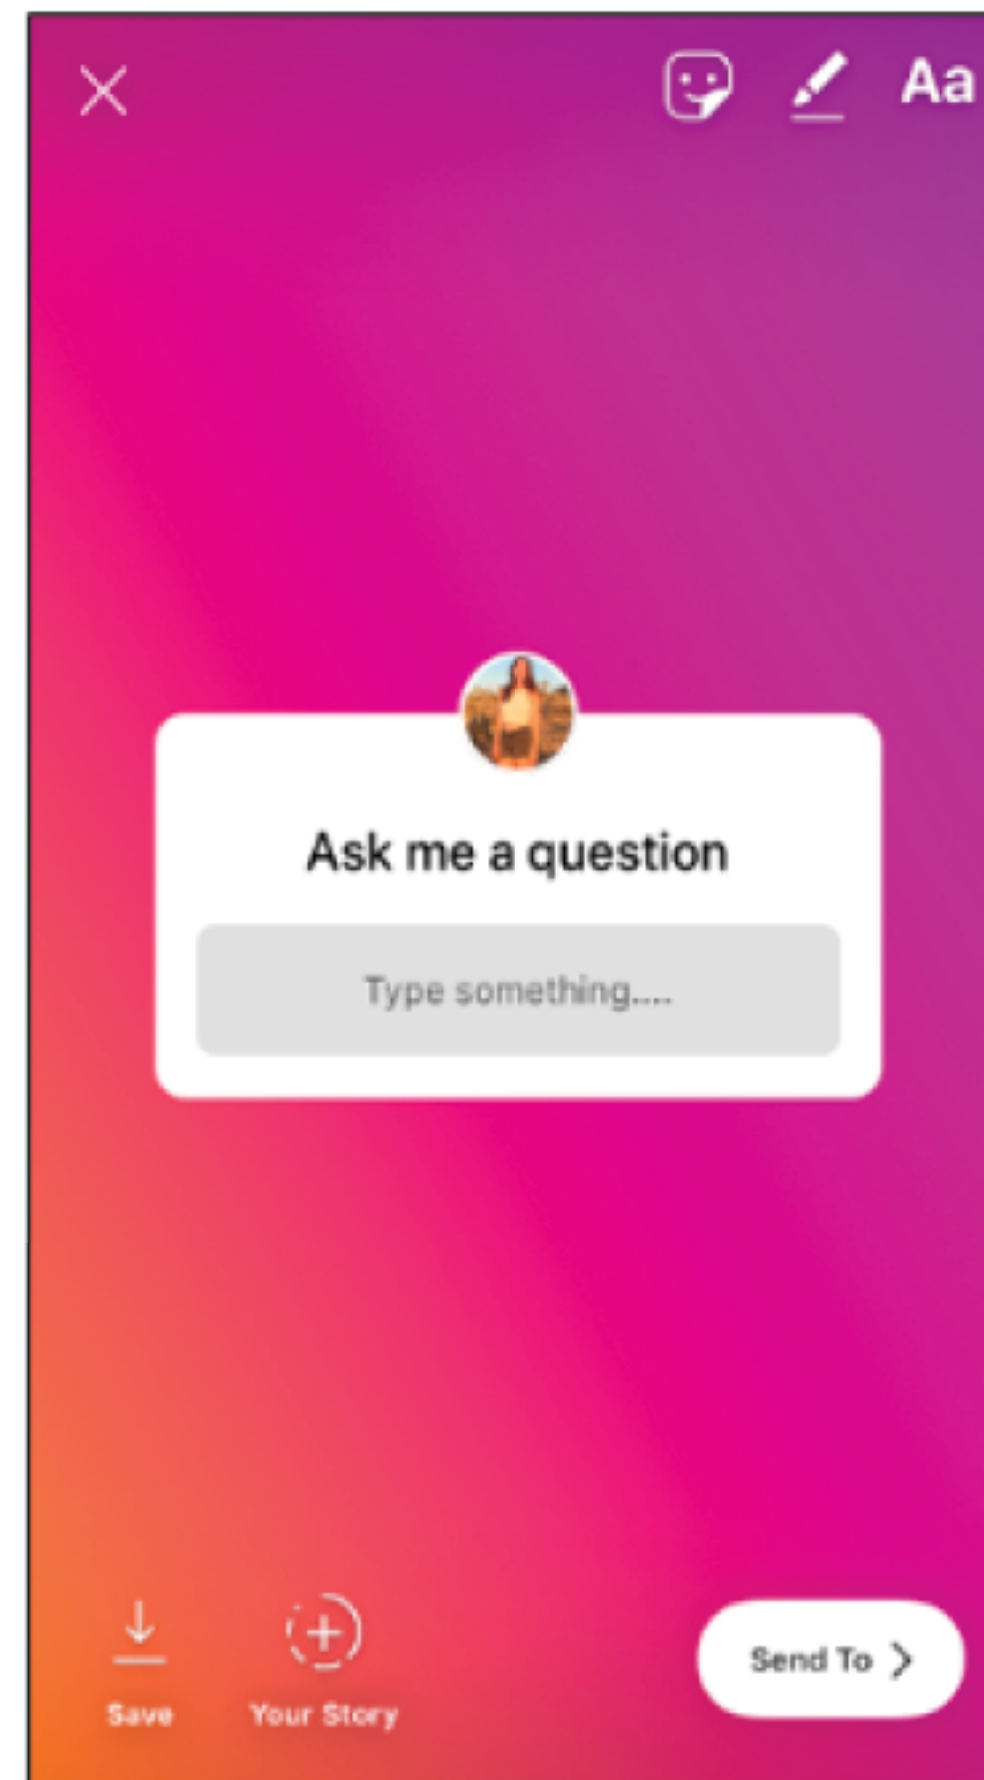 Aa
Ask me a question
Type something....
Save
Your Story
Send To